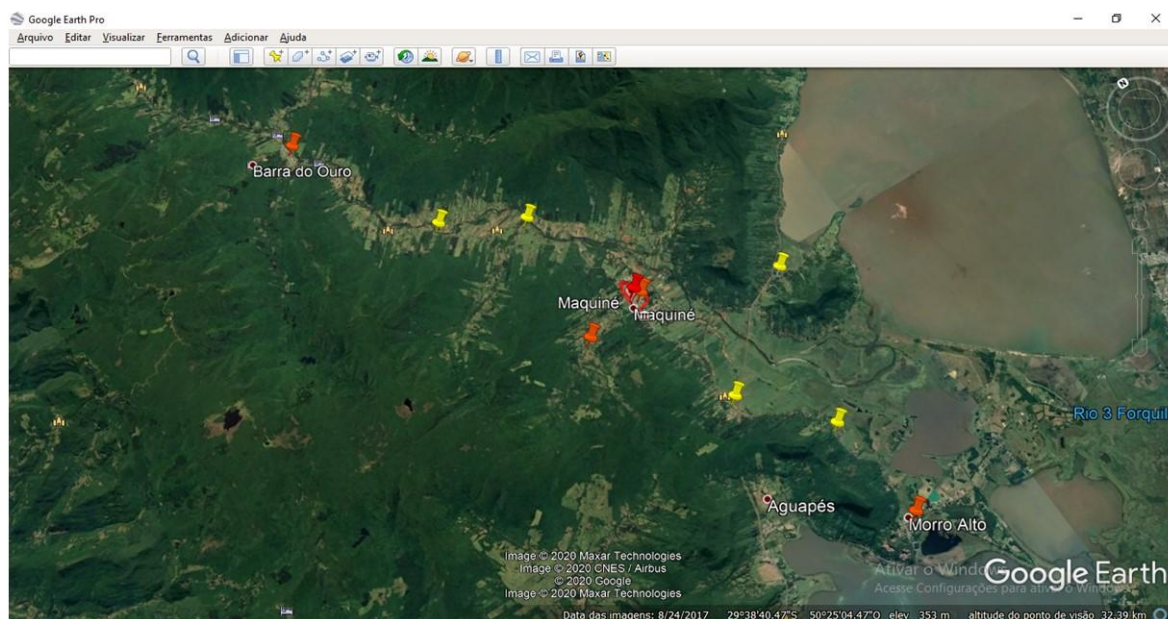 Google Earth Pro
Arquivo Editar Visualizar Ferramentas Adicionar Ajuda
N
Barra do Ouro
Maquiné
Maquiné
Rio 3 Forquil
Aguapés
Morro Alto
Image © 2020 Maxar Technologies
Image © 2020 CNES / Airbus
© 2020 Google
Image © 2020 Maxar Technologies
Ativar o Windows
Google Earth
Acesse Configurações para ativar o Windows.
Data das imagens: 8/24/2017 29°38'40.47"S 50°25'04.47"O elev 353 m altitude do ponto de visão 32.39 km